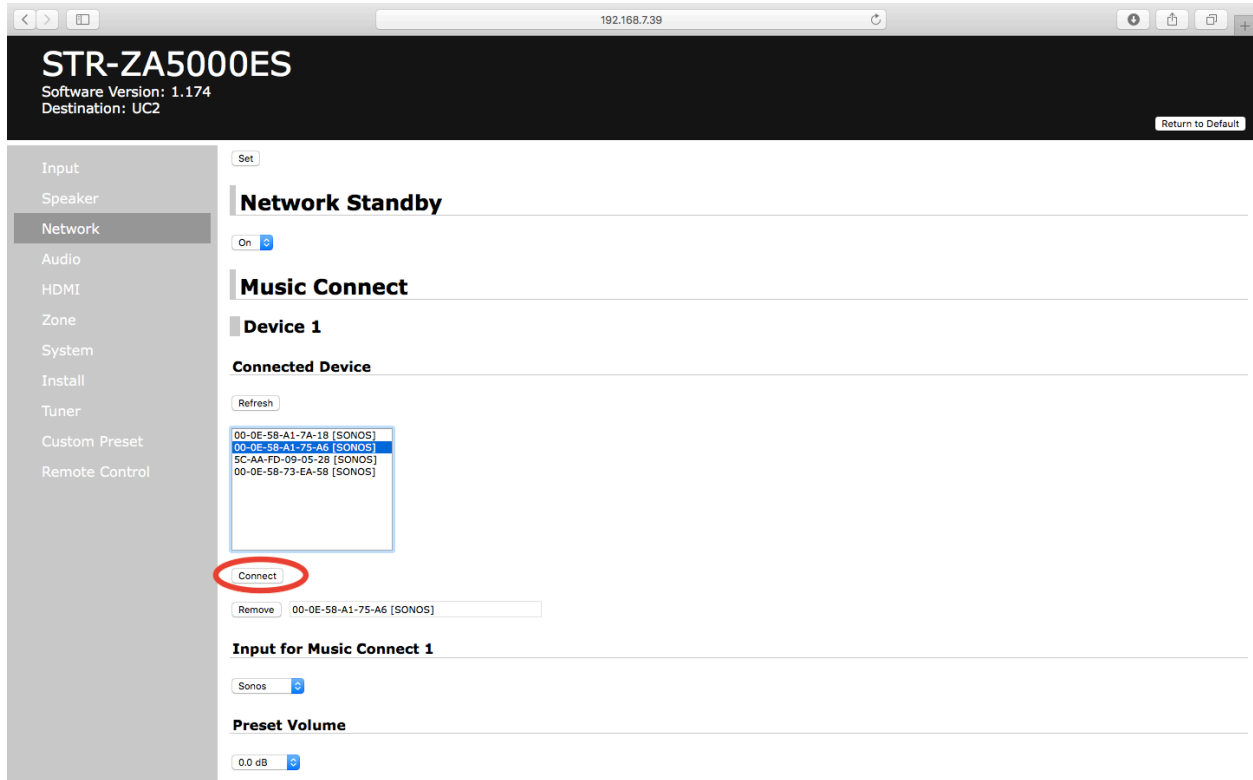 192.168.7.39
STR-ZA5000ES
Software Version: 1.174
Destination: UC2
Return to Default
Input
Speaker
Network
Audio
HDMI
Zone
System
Install
Tuner
Custom Preset
Remote Control
Set
Network Standby
On
Music Connect
Device 1
Connected Device
Refresh
00-0E-58-A1-7A-18 [SONOS]
00-0E-58-A1-75-A6 [SONOS]
5C-AA-FD-09-05-28 [SONOS]
00-0E-58-73-EA-58 [SONOS]
Connect
Remove 00-0E-58-A1-75-A6 [SONOS]
Input for Music Connect 1
Sonos
Preset Volume
0.0 dB